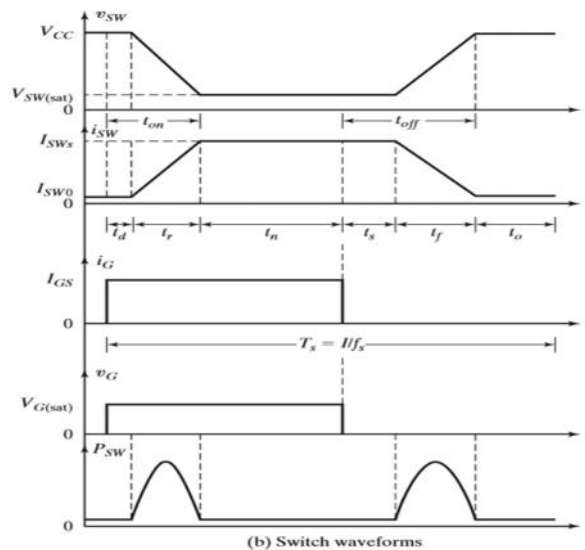 v_SW
V_CC
V_SW(sat)
0
t_on
t_off
i_SW
I_SWs
I_SW0
0
t_d t_r t_n t_s t_f t_o
i_G
I_GS
0
T_s = 1/f_s
v_G
V_G(sat)
0
P_SW
0
(b) Switch waveforms